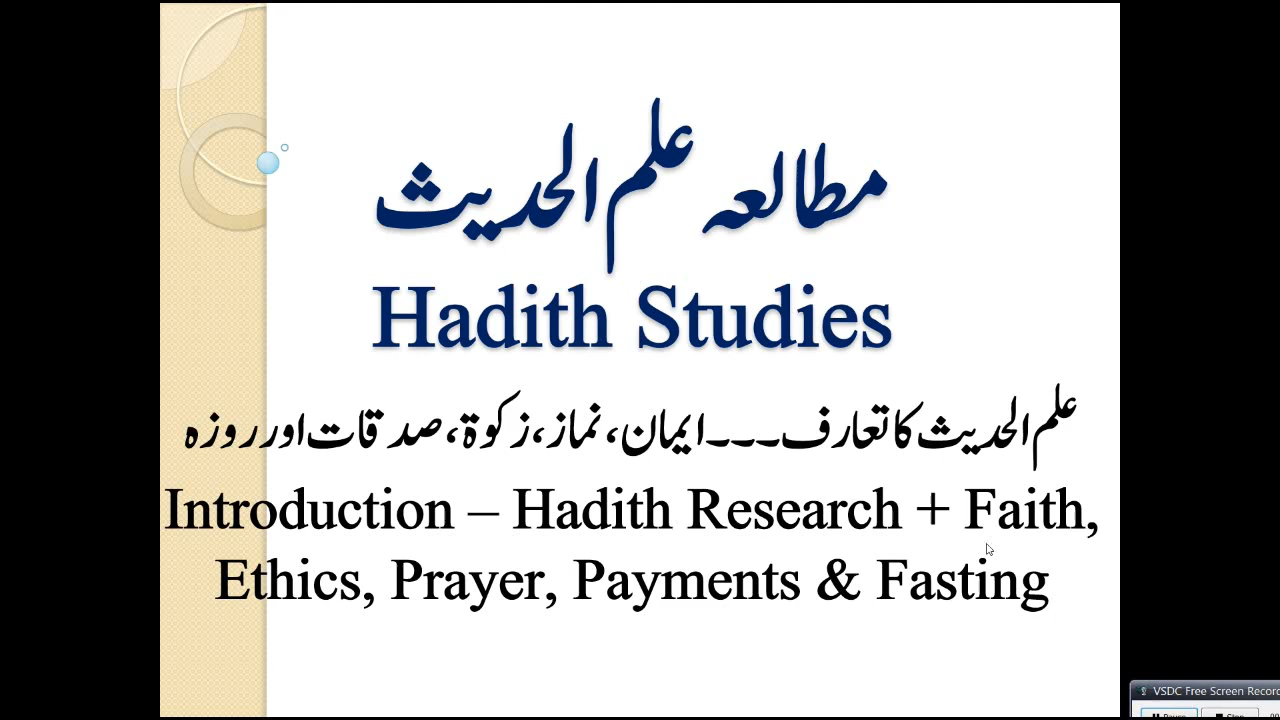 مطالعہ علم الحدیث
Hadith Studies
علم الحدیث کا تعارف۔۔۔ ایمان، نماز، زکوۃ، صدقات اور روزہ
Introduction – Hadith Research + Faith,
Ethics, Prayer, Payments & Fasting
VSDC Free Screen Recor